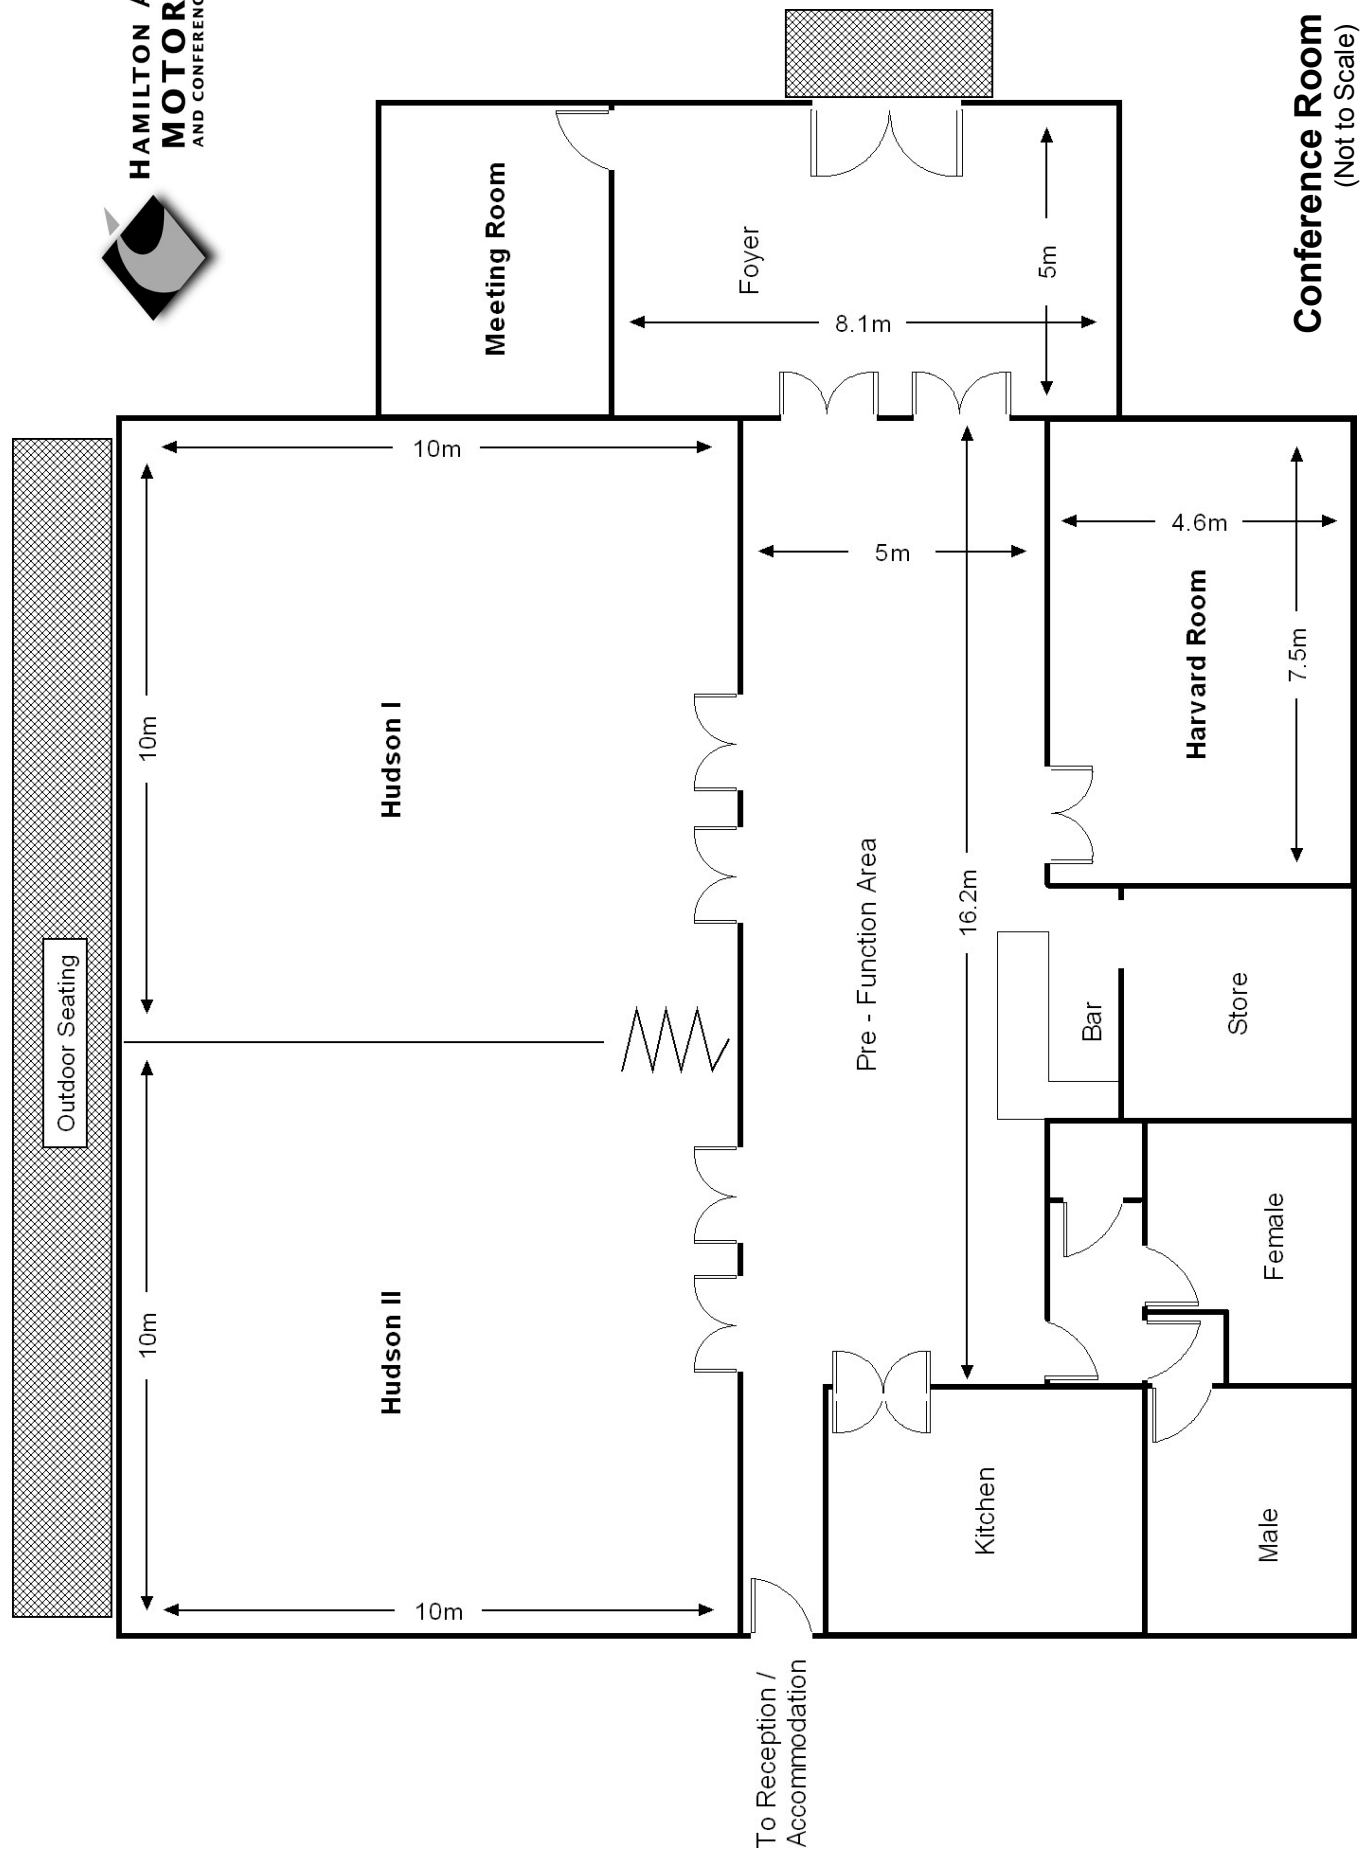 HAMILTON
MOTOR
AND
Outdoor Seating
10m
10m
10m
10m
Hudson II
Hudson I
Meeting Room
Foyer
8.1m
5m
5m
Pre - Function Area
16.2m
To Reception /
Accommodation
Kitchen
Bar
Store
Female
Male
Harvard Room
4.6m
7.5m
Conference Room
(Not to Scale)